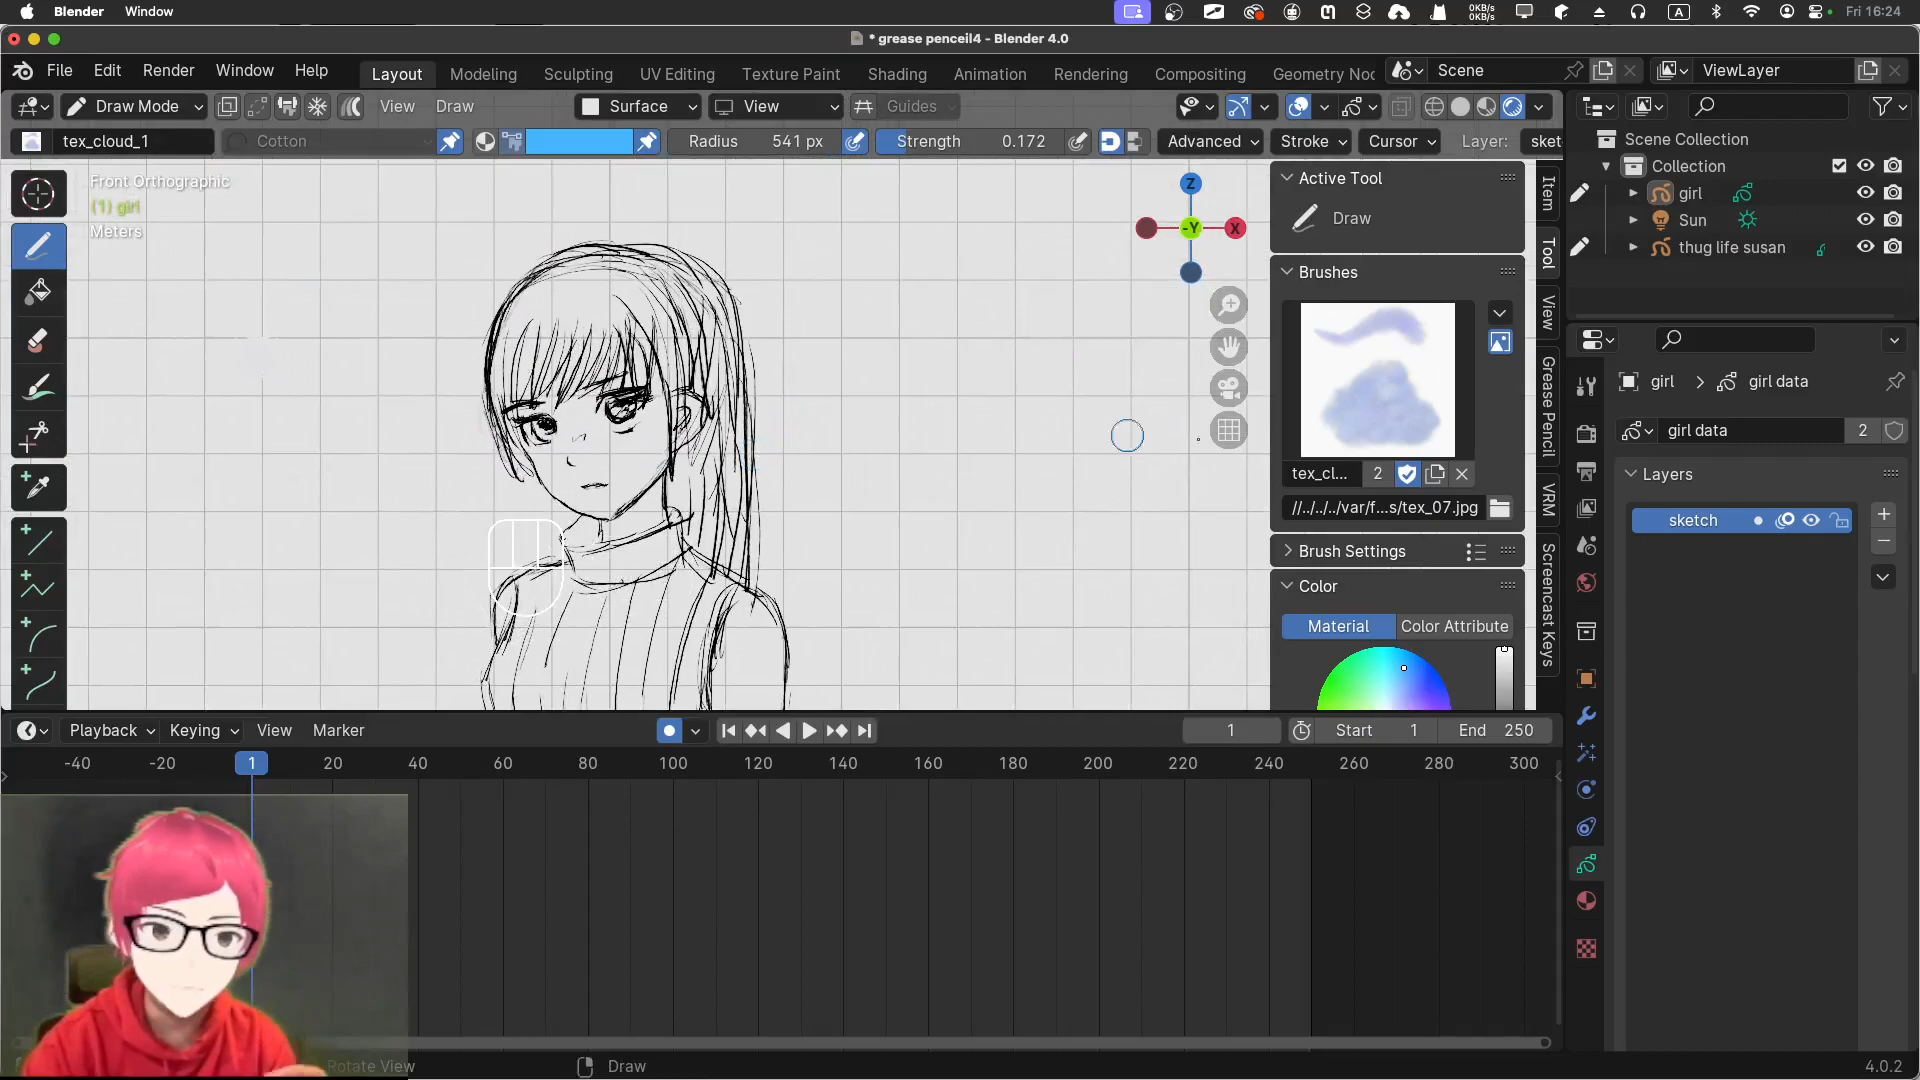 Blender Window
0KB/s
0KB/s
A
Fri 16:24
* grease penceil4 - Blender 4.0
File Edit Render Window Help
Layout Modeling Sculpting UV Editing Texture Paint Shading Animation Rendering Compositing Geometry Noc
Scene
ViewLayer
Draw Mode
View Draw
Surface
View
Guides
tex_cloud_1
Cotton
Radius 541 px
Strength 0.172
Advanced
Stroke
Cursor
Layer: sket
Front Orthographic
(1) girl
Meters
Z
-Y
X
Active Tool
Draw
Brushes
tex_cl...
2
//../../../var/f...s/tex_07.jpg
Brush Settings
Color
Material
Color Attribute
Item
Tool
View
Grease Pencil
VRM
Screencast Keys
Scene Collection
Collection
girl
Sun
thug life susan
girl
girl data
girl data
2
Layers
sketch
Playback Keying View Marker
1
Start 1
End 250
-40 -20 1 20 40 60 80 100 120 140 160 180 200 220 240 260 280 300
Rotate View
Draw
4.0.2